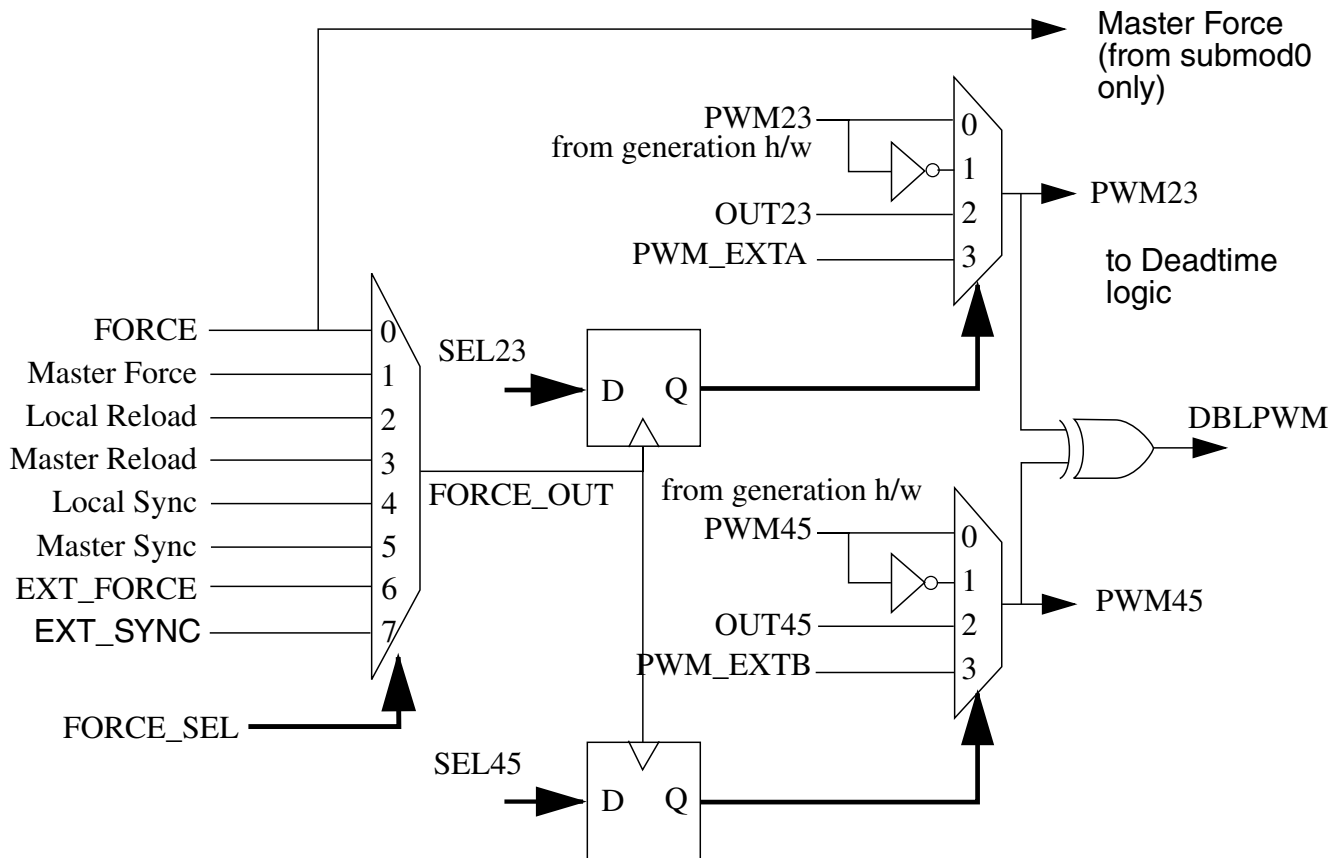 Master Force
(from submod0
only)
PWM23
from generation h/w
OUT23
PWM_EXTA
0
1
2
3
PWM23
to Deadtime
logic
FORCE
Master Force
Local Reload
Master Reload
Local Sync
Master Sync
EXT_FORCE
EXT_SYNC
0
1
2
3
4
5
6
7
FORCE_SEL
FORCE_OUT
SEL23
D Q
DBLPWM
from generation h/w
PWM45
OUT45
PWM_EXTB
0
1
2
3
PWM45
SEL45
D Q